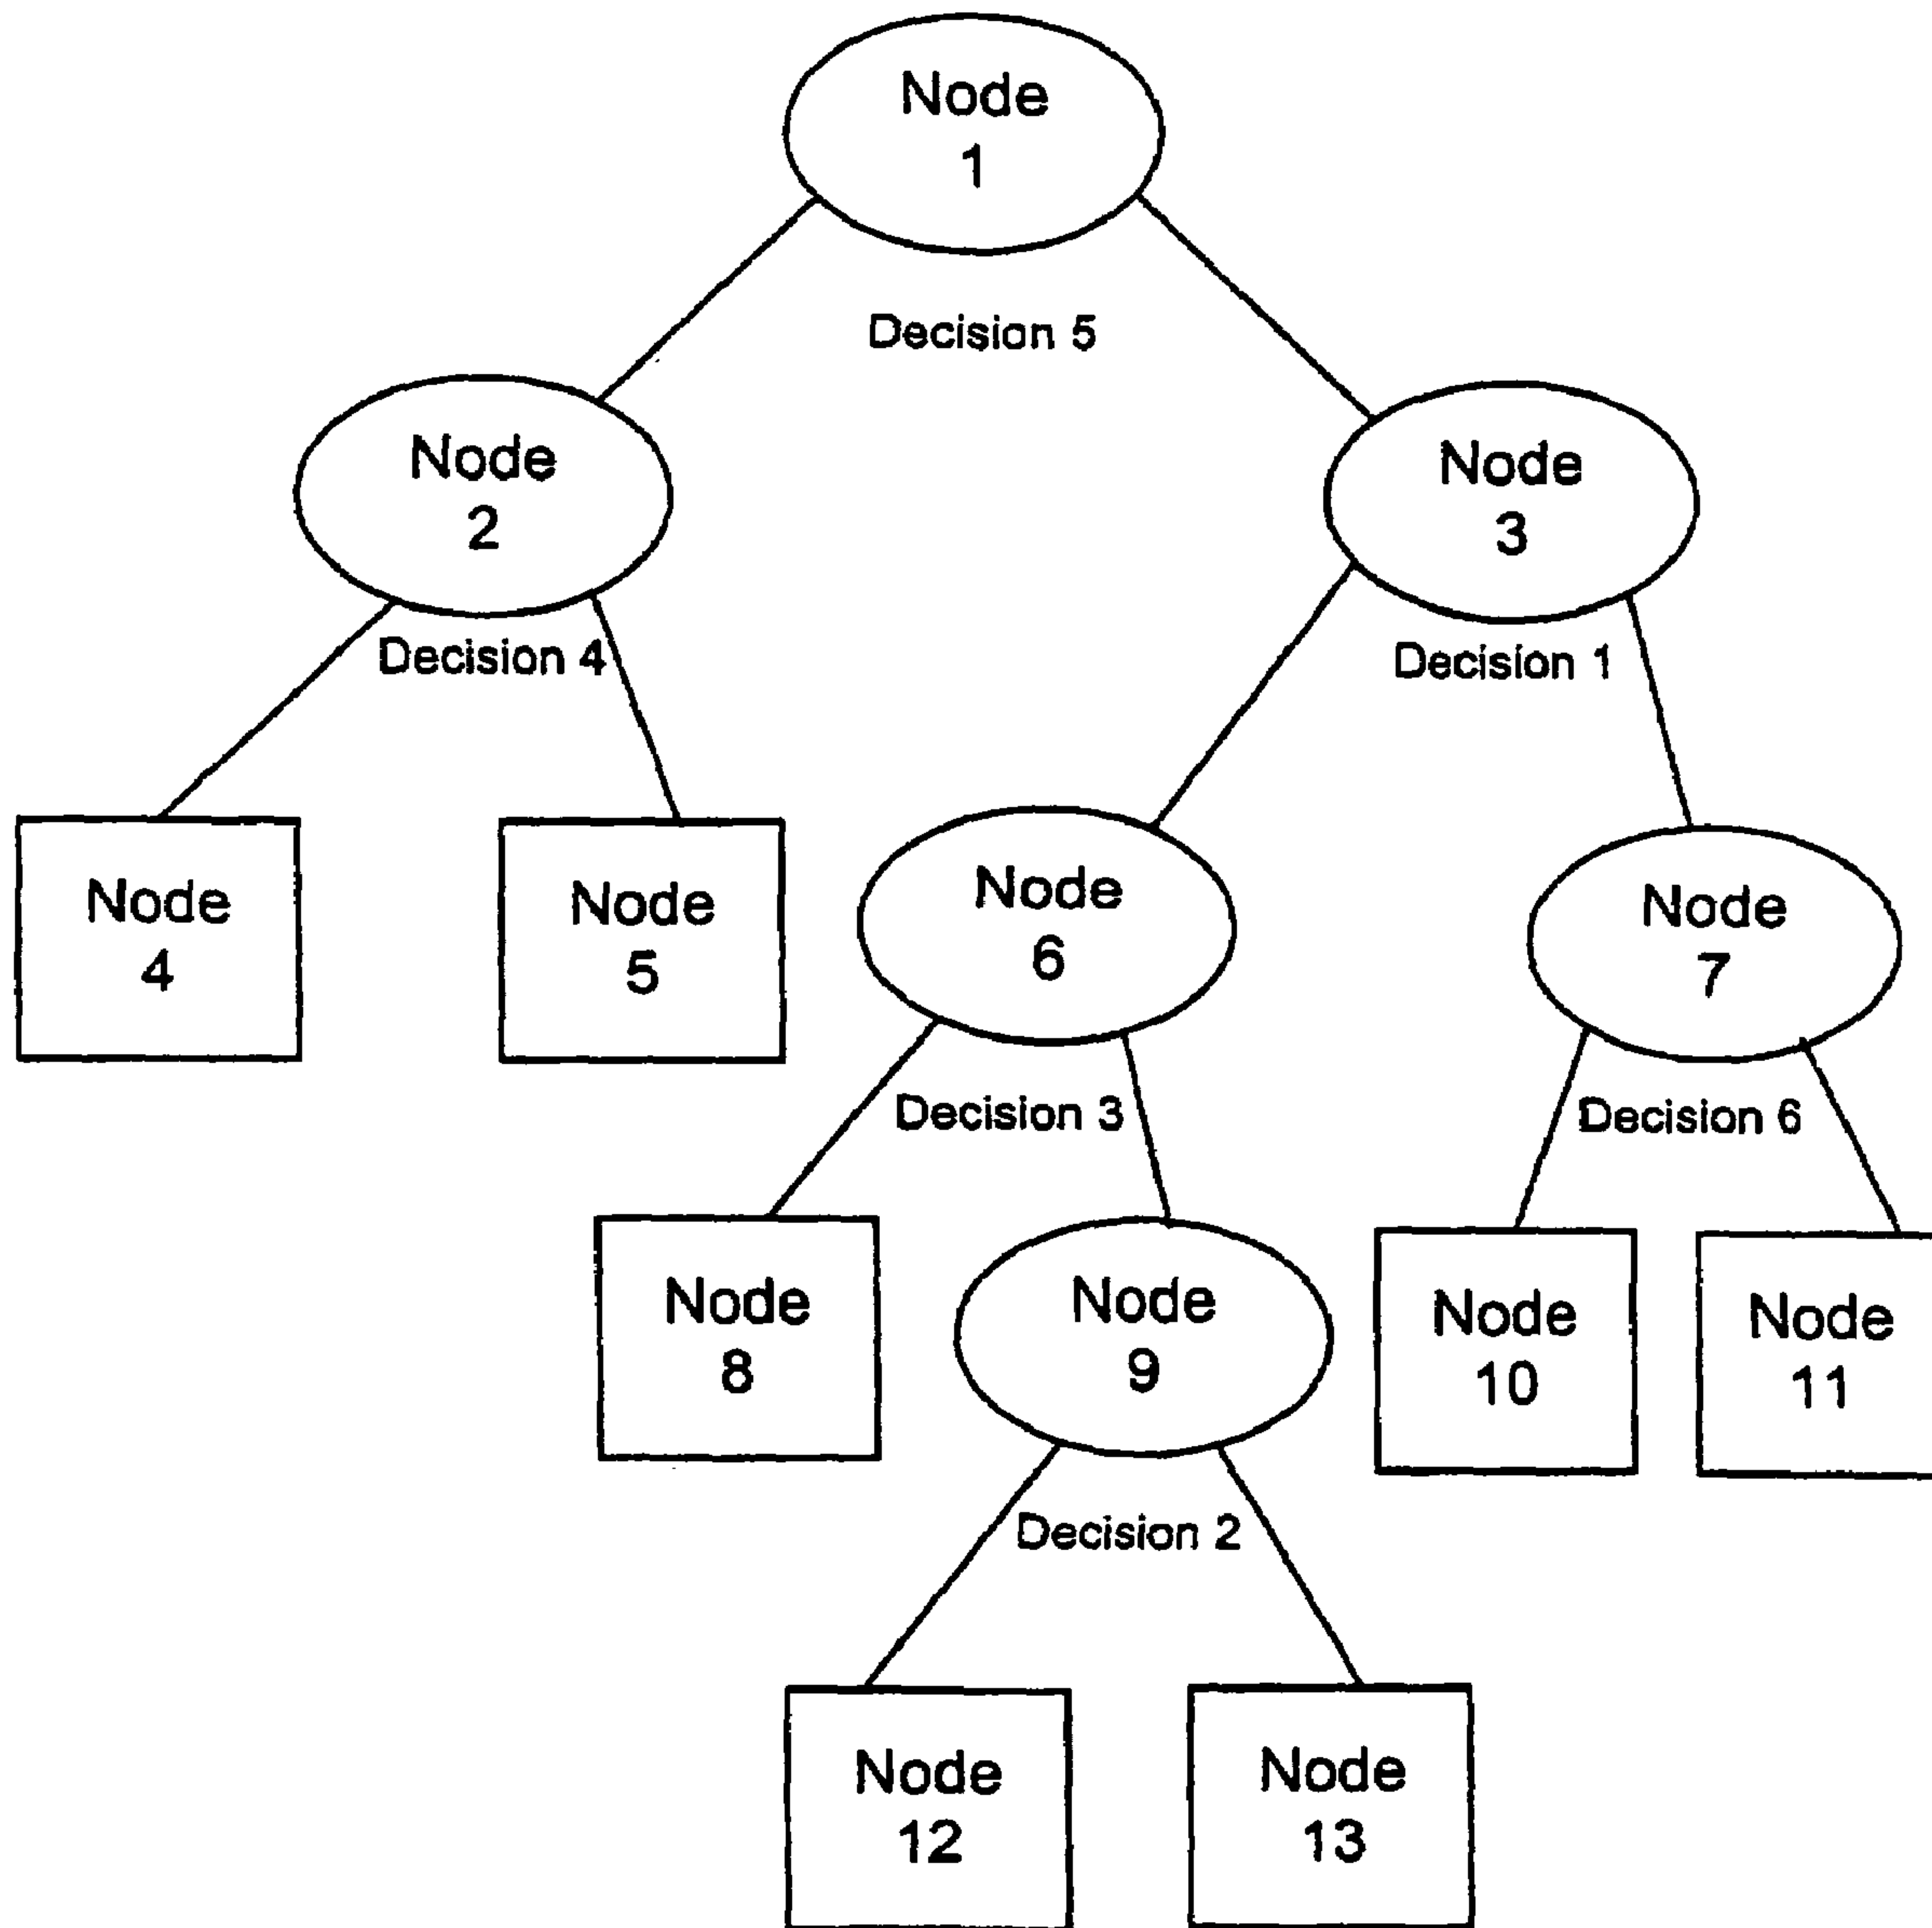 Node
1
Decision 5
Node
2
Node
3
Decision 4
Decision 1
Node
4
Node
5
Node
6
Node
7
Decision 3
Decision 6
Node
8
Node
9
Node
10
Node
11
Decision 2
Node
12
Node
13